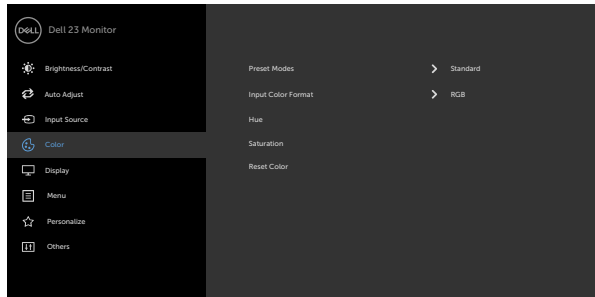 DELL Dell 23 Monitor
Brightness/Contrast
Auto Adjust
Input Source
Color
Display
Menu
Personalize
Others
Preset Modes Standard
Input Color Format RGB
Hue
Saturation
Reset Color